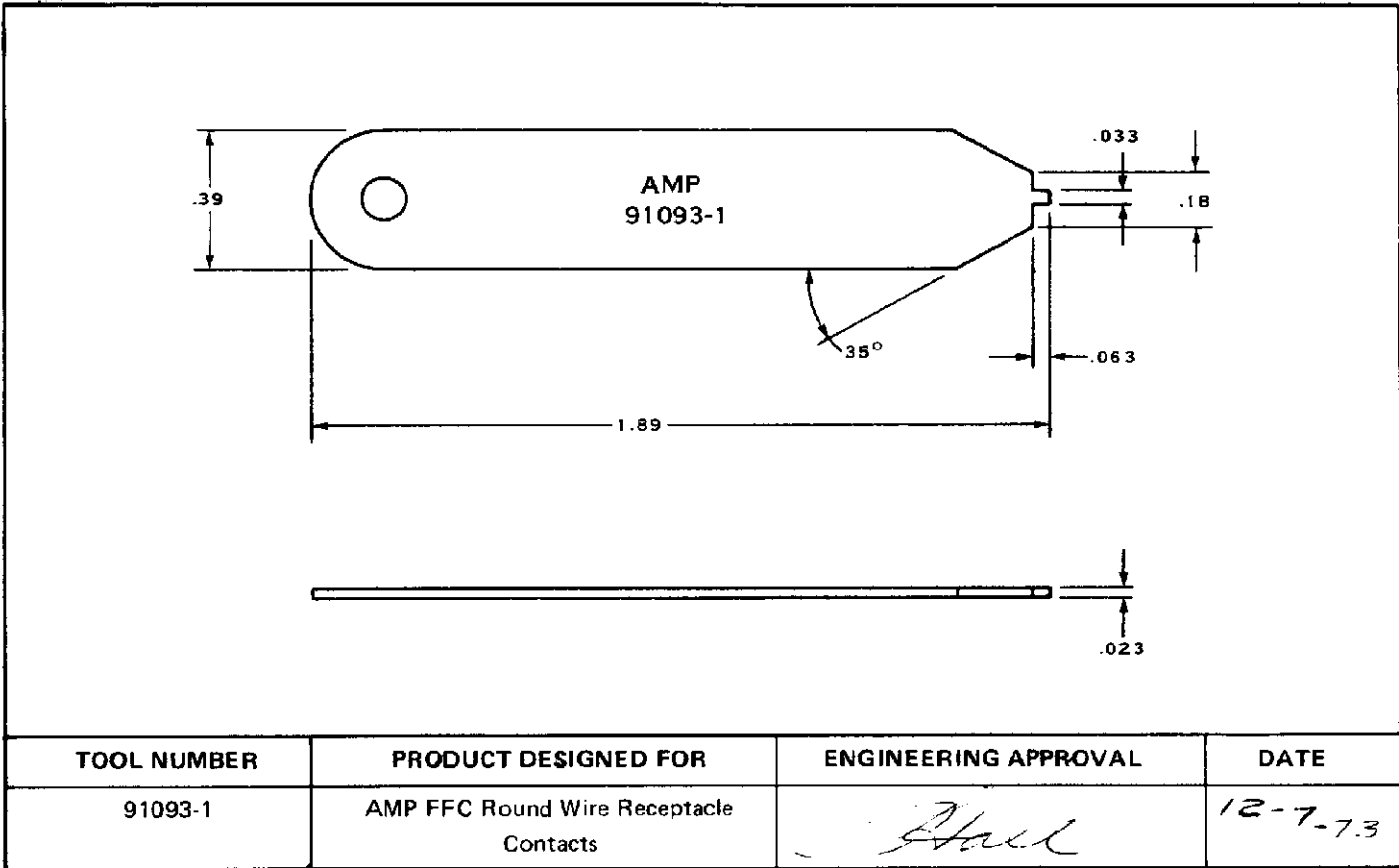 .39
AMP
91093-1
.033
.18
35°
.063
1.89
.023
TOOL NUMBER
PRODUCT DESIGNED FOR
ENGINEERING APPROVAL
DATE
91093-1
AMP FFC Round Wire Receptacle
Contacts
12-7-73